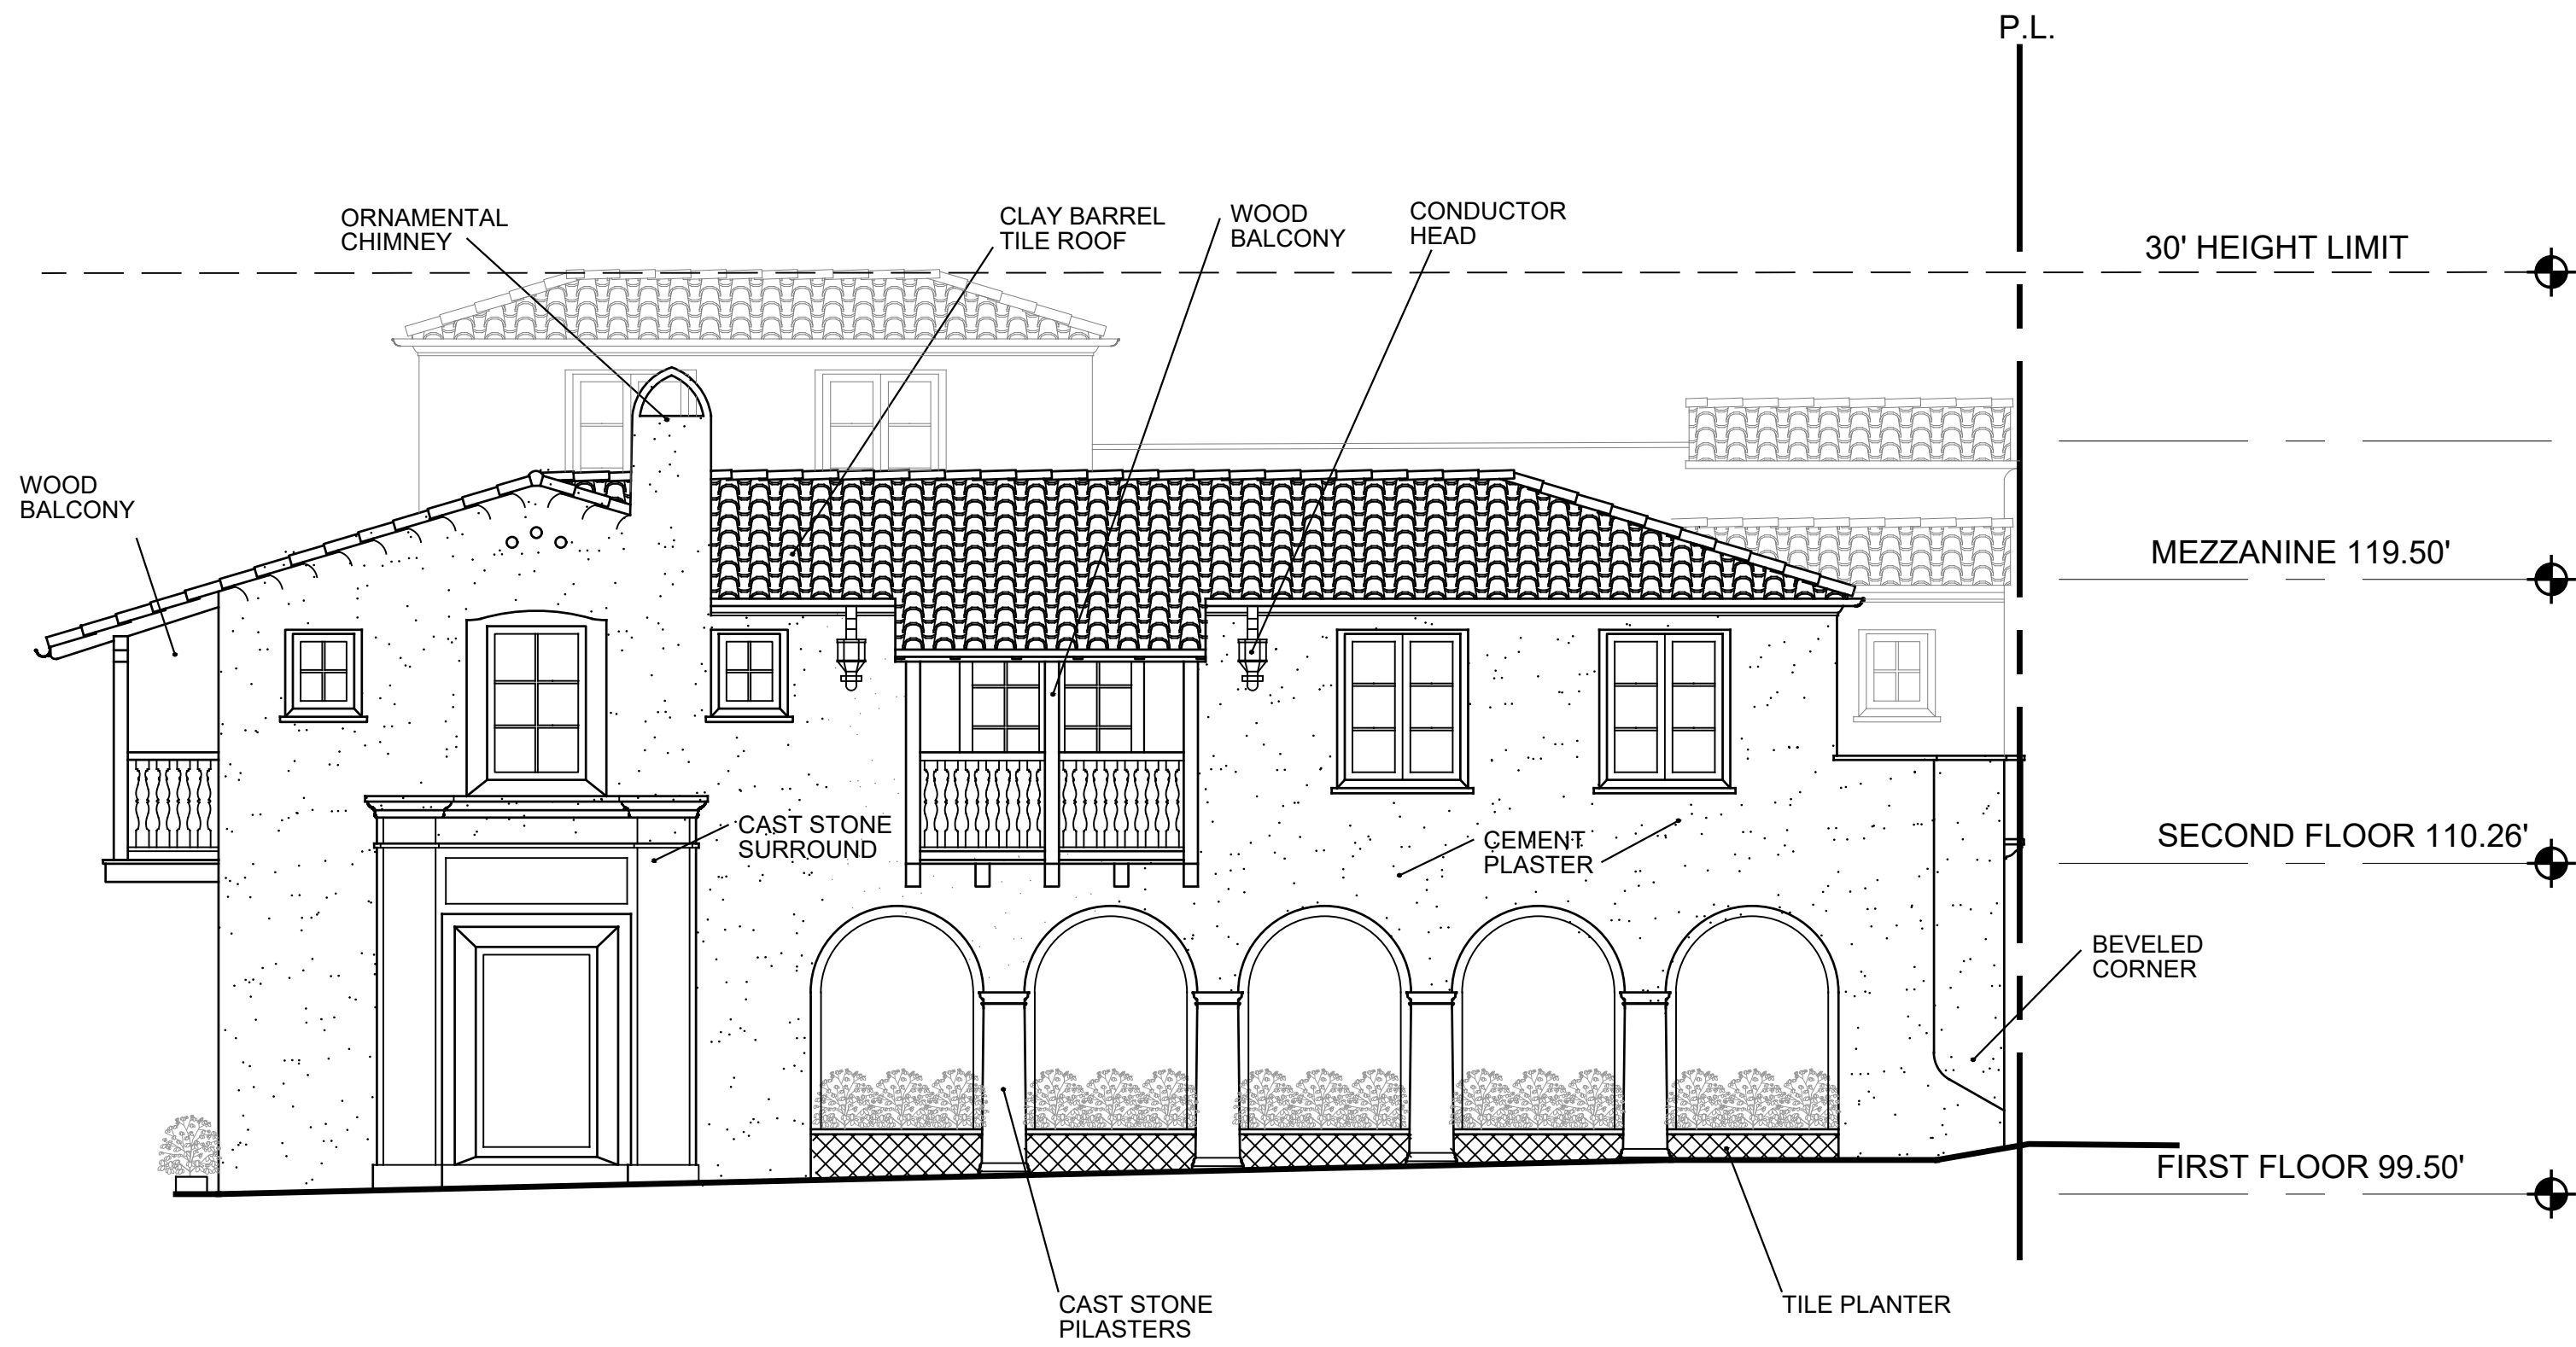 P.L.
ORNAMENTAL
CHIMNEY
CLAY BARREL
TILE ROOF
WOOD
BALCONY
CONDUCTOR
HEAD
30' HEIGHT LIMIT
WOOD
BALCONY
MEZZANINE 119.50'
CAST STONE
SURROUND
CEMENT
PLASTER
SECOND FLOOR 110.26'
BEVELED
CORNER
FIRST FLOOR 99.50'
CAST STONE
PILASTERS
TILE PLANTER